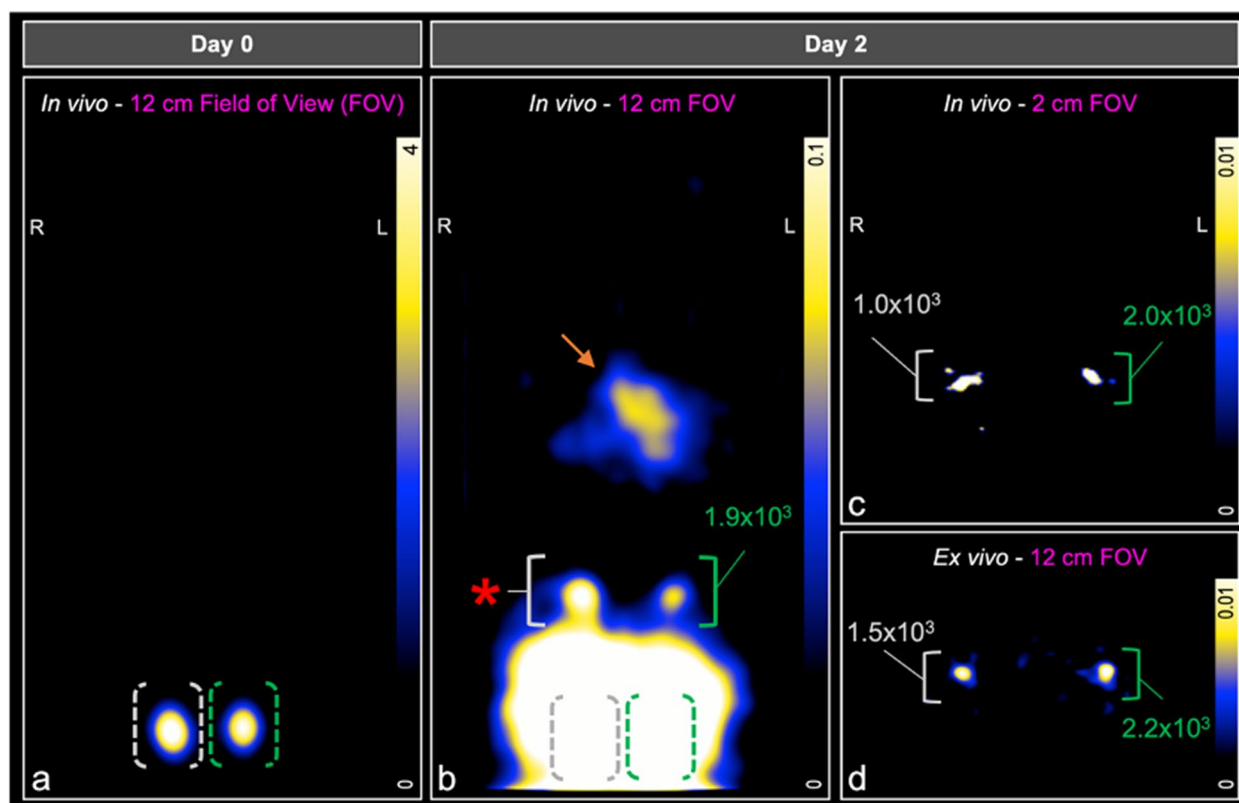 Day 0
Day 2
In vivo - 12 cm Field of View (FOV)
4
R
L
0
a
In vivo - 12 cm FOV
0.1
R
L
1.9x10³
*
0
b
In vivo - 2 cm FOV
0.01
R
L
1.0x10³
2.0x10³
0
c
Ex vivo - 12 cm FOV
0.01
1.5x10³
2.2x10³
0
d